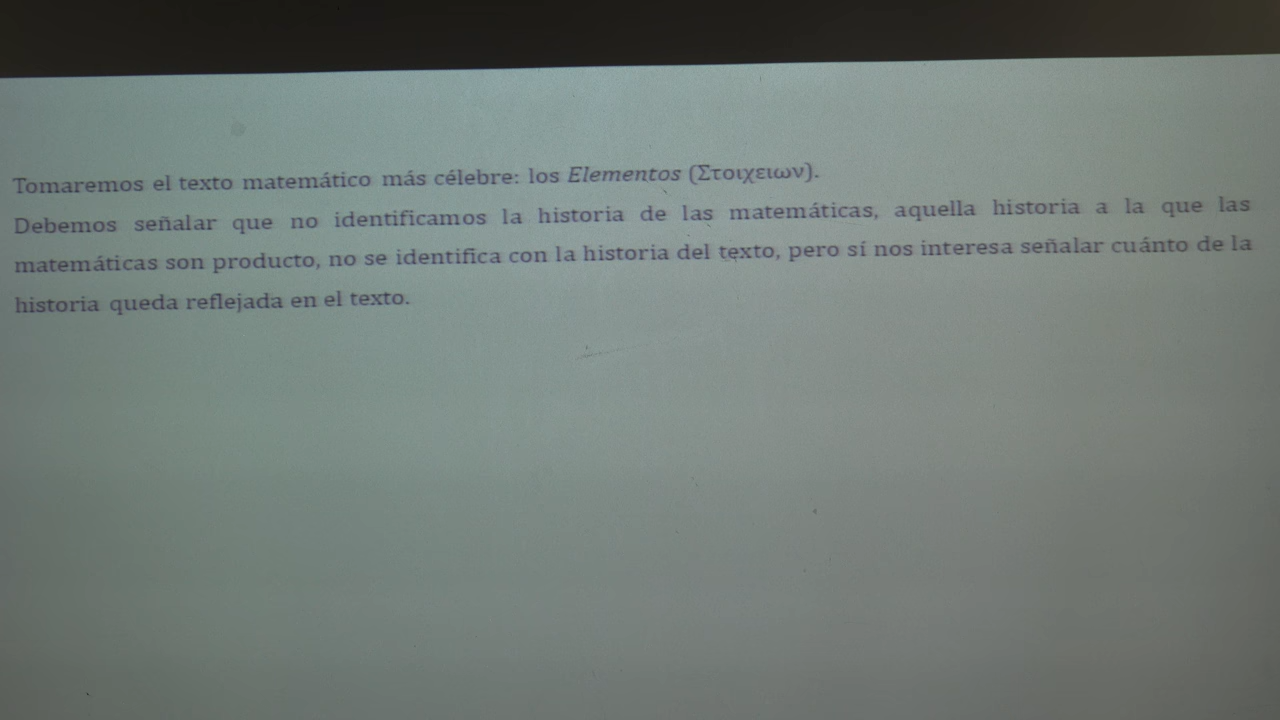 Tomaremos el texto matemático más célebre: los Elementos (Στοιχειων).
Debemos señalar que no identificamos la historia de las matemáticas, aquella historia a la que las
matemáticas son producto, no se identifica con la historia del texto, pero sí nos interesa señalar cuánto de la
historia queda reflejada en el texto.